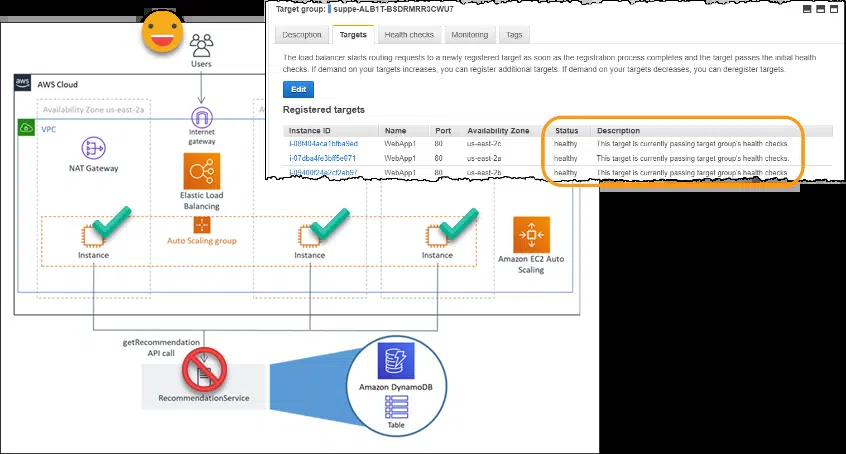 Target group: suppe-ALB1T-BSDRMRR3CWU7
Description
Targets
Health checks
Monitoring
Tags
The load balancer starts routing requests to a newly registered target as soon as the registration process completes and the target passes the initial health
checks. If demand on your targets increases, you can register additional targets. If demand on your targets decreases, you can deregister targets.
Edit
Registered targets
Instance ID Name Port Availability Zone Status Description
i-08f404aca1bfba9ed WebApp1 80 us-east-2c healthy This target is currently passing target group's health checks.
i-07dba4fe3bff5e071 WebApp1 80 us-east-2a healthy This target is currently passing target group's health checks.
i-09400f24a2cf2eb97 WebApp1 80 us-east-2b healthy This target is currently passing target group's health checks.
Users
aws
AWS Cloud
Availability Zone us-east-2a
VPC
NAT Gateway
Internet
gateway
Elastic Load
Balancing
Auto Scaling group
Instance
Instance
Instance
Amazon EC2 Auto
Scaling
getRecommendation
API call
RecommendationService
Amazon DynamoDB
Table